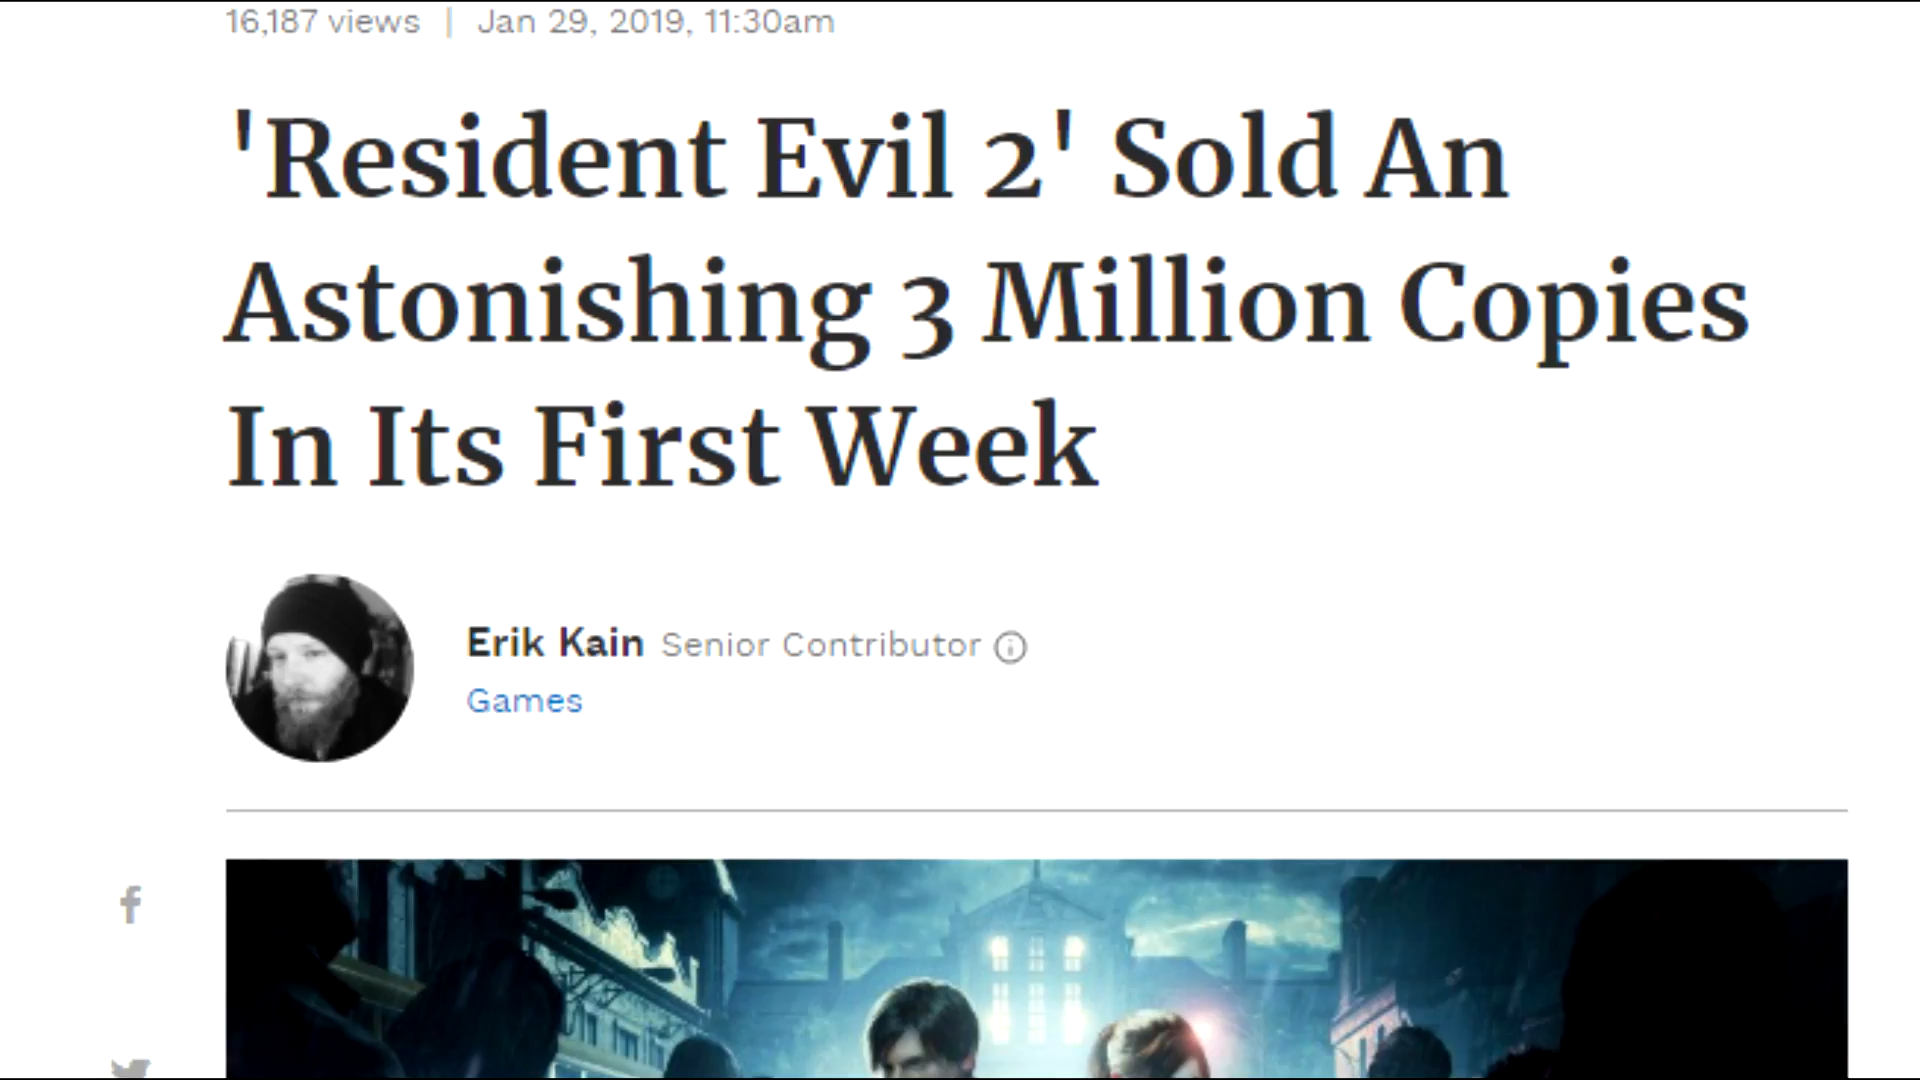 16,187 views | Jan 29, 2019, 11:30am
'Resident Evil 2' Sold An
Astonishing 3 Million Copies
In Its First Week
Erik Kain Senior Contributor
Games